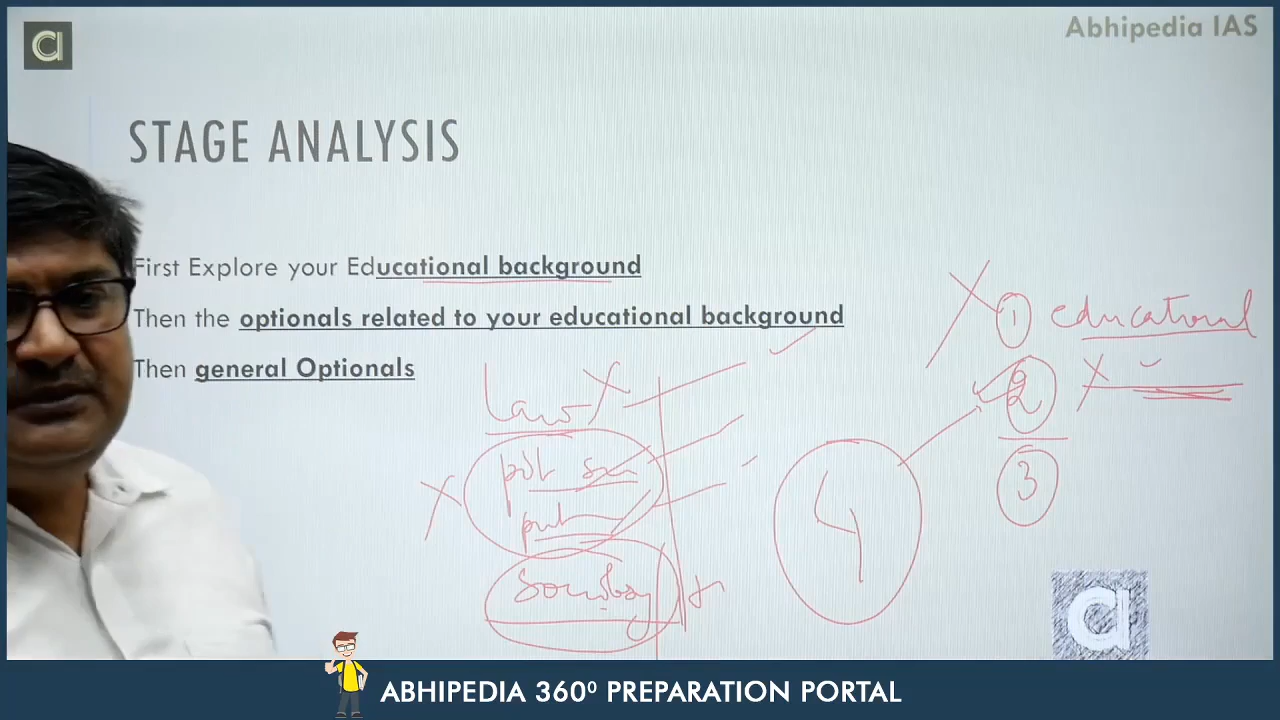 Abhipedia IAS
STAGE ANALYSIS
First Explore your Educational background
Then the optionals related to your educational background
Then general Optionals
1 educational
2
3
Law
4
ABHIPEDIA 360⁰ PREPARATION PORTAL